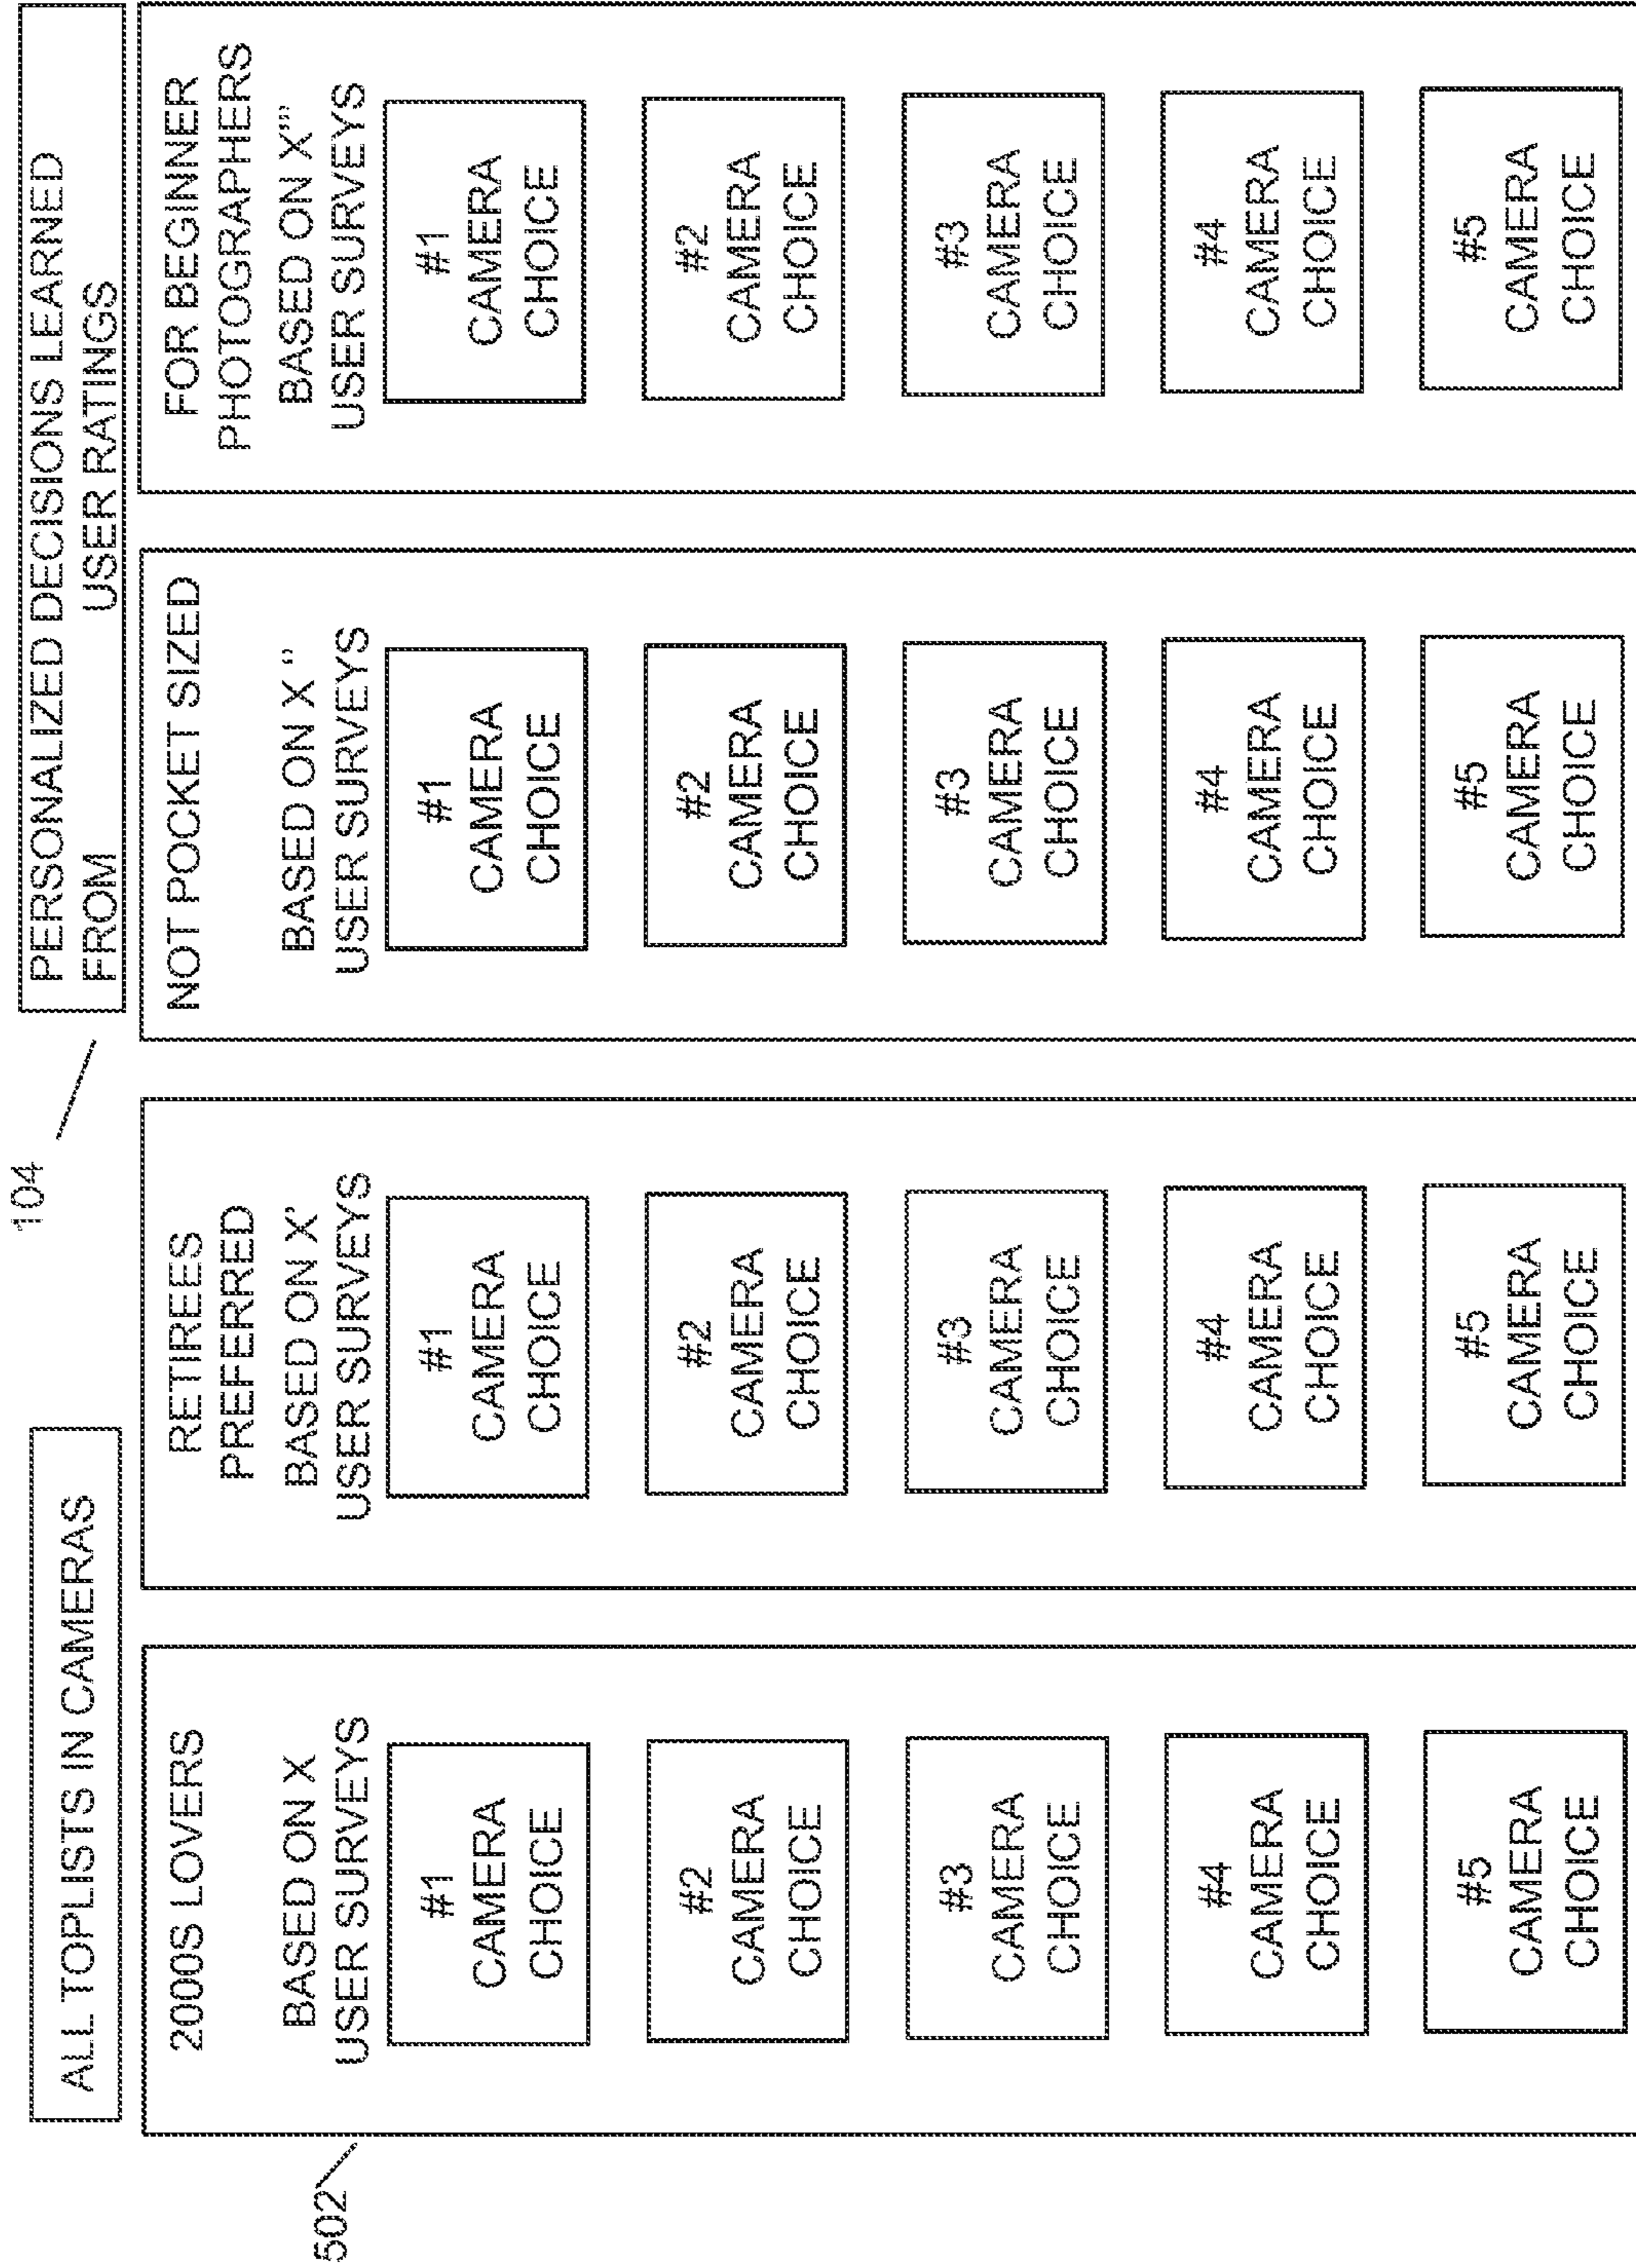 ALL TOPLISTS IN CAMERAS
104
PERSONALIZED DECISIONS LEARNED
FROM USER RATINGS
502
2000S LOVERS
BASED ON X
USER SURVEYS
#1
CAMERA
CHOICE
#2
CAMERA
CHOICE
#3
CAMERA
CHOICE
#4
CAMERA
CHOICE
#5
CAMERA
CHOICE
RETIREES
PREFERRED
BASED ON X'
USER SURVEYS
#1
CAMERA
CHOICE
#2
CAMERA
CHOICE
#3
CAMERA
CHOICE
#4
CAMERA
CHOICE
#5
CAMERA
CHOICE
NOT POCKET SIZED
BASED ON X "
USER SURVEYS
#1
CAMERA
CHOICE
#2
CAMERA
CHOICE
#3
CAMERA
CHOICE
#4
CAMERA
CHOICE
#5
CAMERA
CHOICE
FOR BEGINNER
PHOTOGRAPHERS
BASED ON X"'
USER SURVEYS
#1
CAMERA
CHOICE
#2
CAMERA
CHOICE
#3
CAMERA
CHOICE
#4
CAMERA
CHOICE
#5
CAMERA
CHOICE